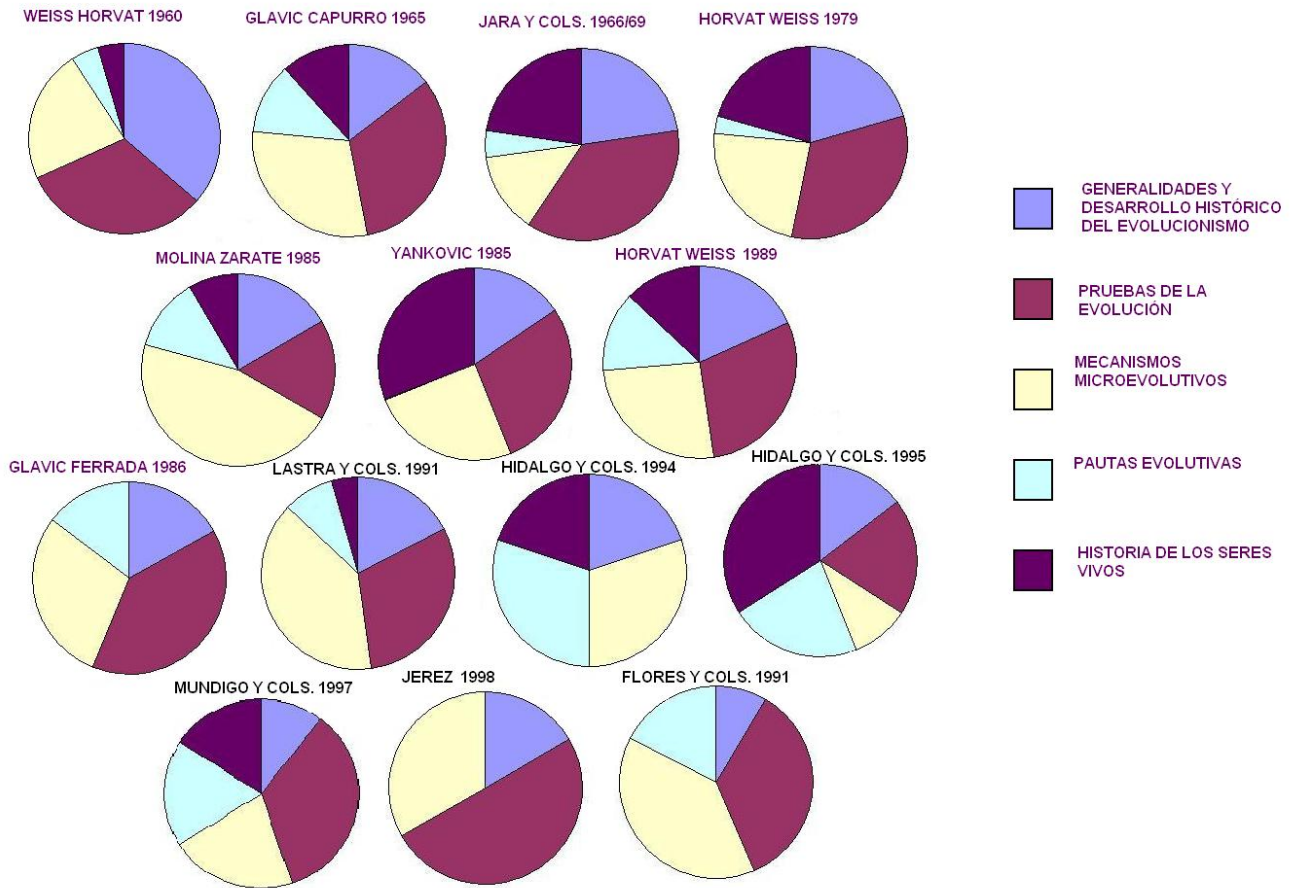 WEISS HORVAT 1960
GLAVIC CAPURRO 1965
JARA Y COLS. 1966/69
HORVAT WEISS 1979
MOLINA ZARATE 1985
YANKOVIC 1985
HORVAT WEISS 1989
GLAVIC FERRADA 1986
LASTRA Y COLS. 1991
HIDALGO Y COLS. 1994
HIDALGO Y COLS. 1995
MUNDIGO Y COLS. 1997
JEREZ 1998
FLORES Y COLS. 1991
GENERALIDADES Y
DESARROLLO HISTÓRICO
DEL EVOLUCIONISMO
PRUEBAS DE LA
EVOLUCIÓN
MECANISMOS
MICROEVOLUTIVOS
PAUTAS EVOLUTIVAS
HISTORIA DE LOS SERES
VIVOS